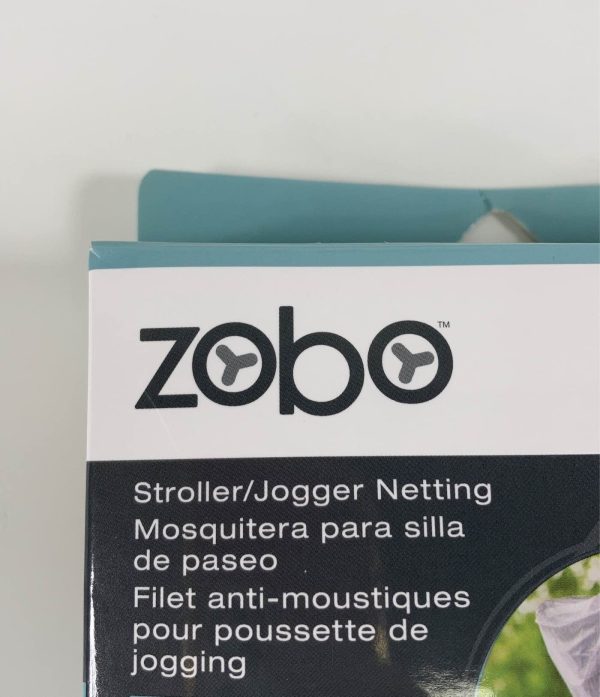 zobo™
Stroller/Jogger Netting
Mosquitera para silla
de paseo
Filet anti-moustiques
pour poussette de
jogging